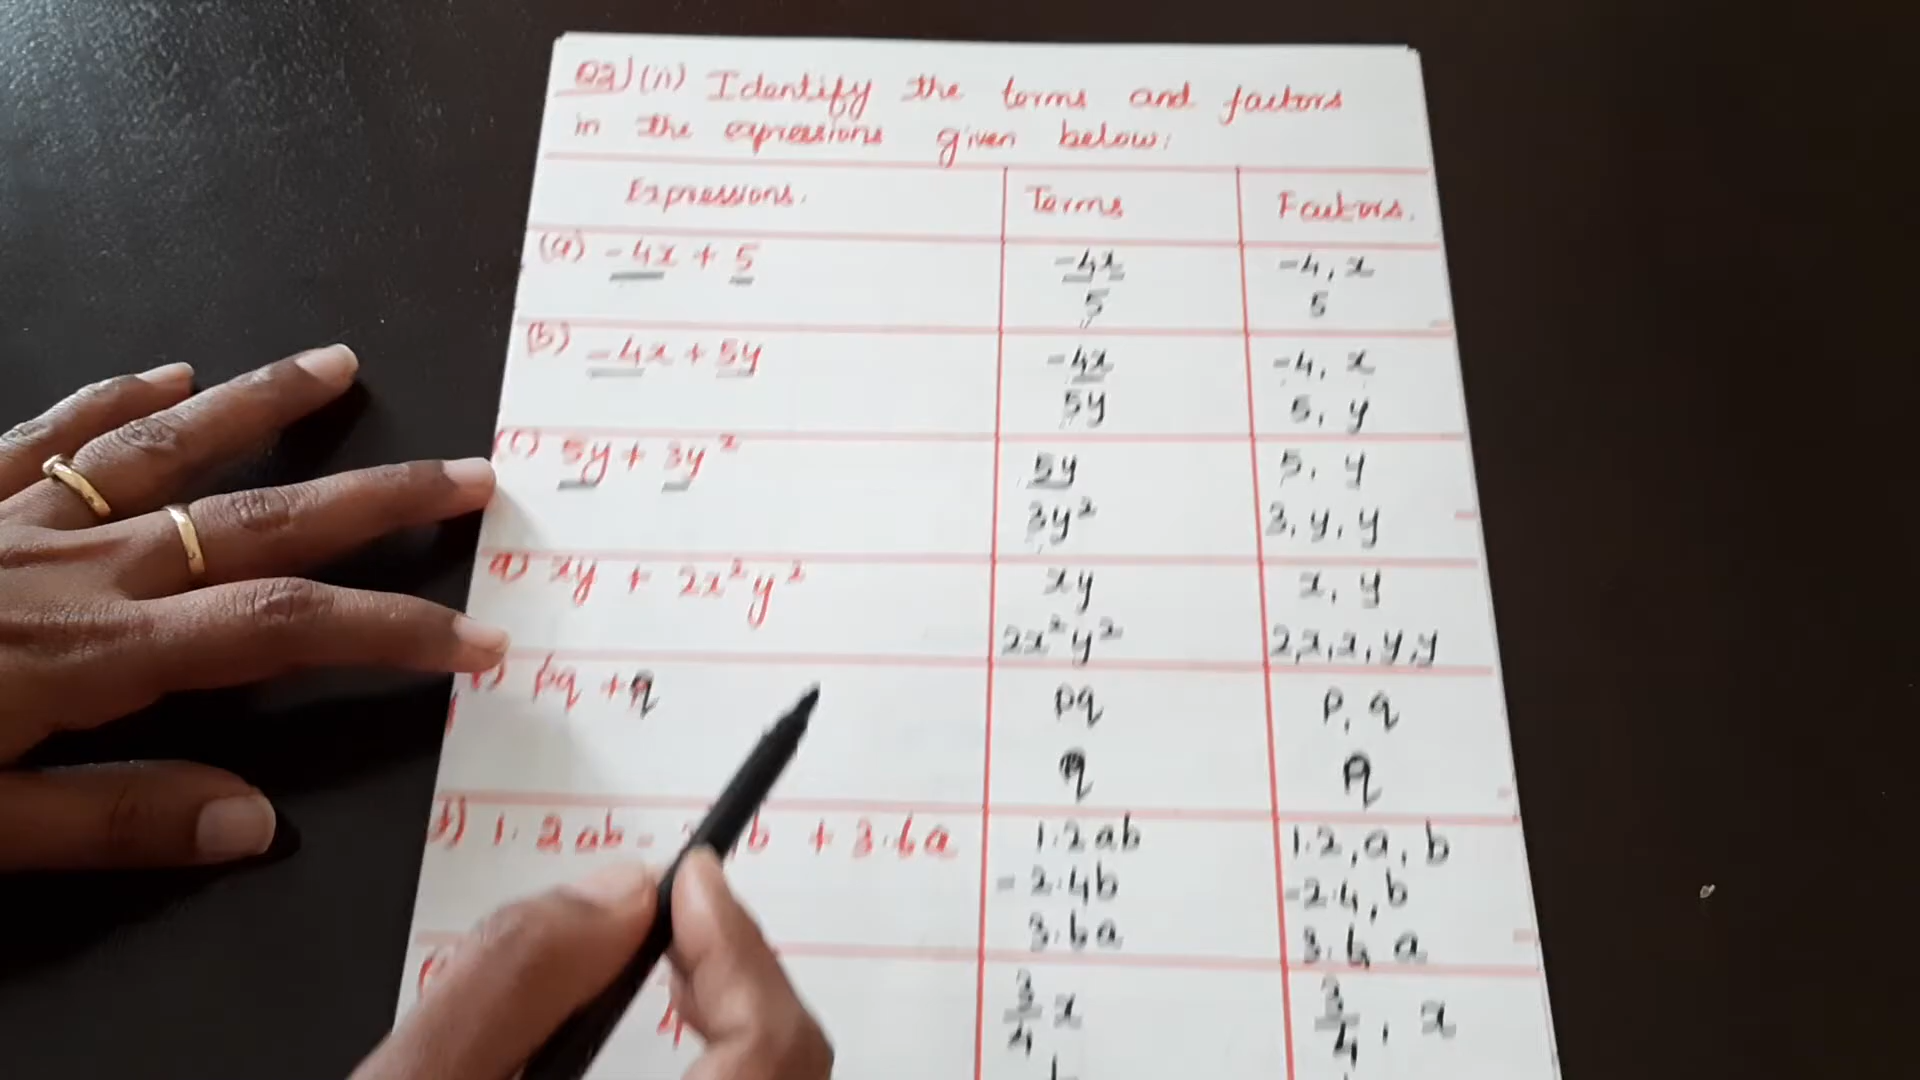 Q2) (ii) Identify the terms and factors
in the expressions given below:
Expressions. Terms Factors.
(a) -4x + 5 -4x -4, x
5 5
(b) -4x + 5y -4x -4, x
5y 5, y
(c) 5y + 3y² 5y 5, y
3y² 3, y, y
d) xy + 2x²y² xy x, y
2x²y² 2,x,x,y,y
pq + q pq p, q
q q
f) 1.2ab - b + 3.6a 1.2ab 1.2, a, b
-2.4b -2.4, b
3.6a 3.6, a
3/4 x 3/4, x
4